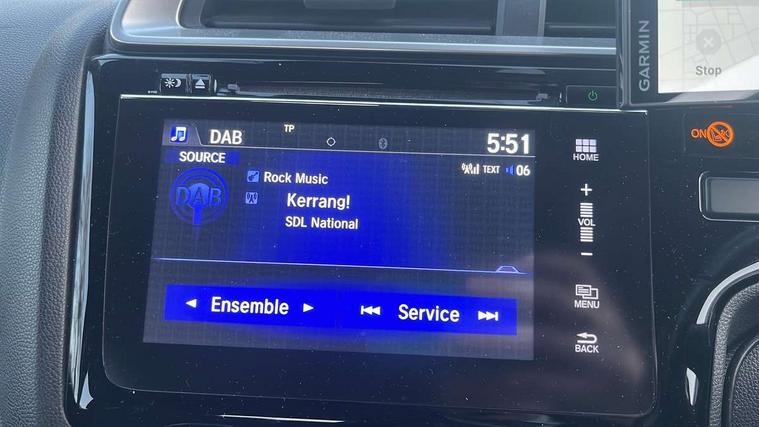 GARMIN
Stop
DAB
TP
5:51
SOURCE
TEXT
06
DAB
Rock Music
Kerrang!
SDL National
Ensemble
Service
HOME
+
VOL
-
MENU
BACK
ON